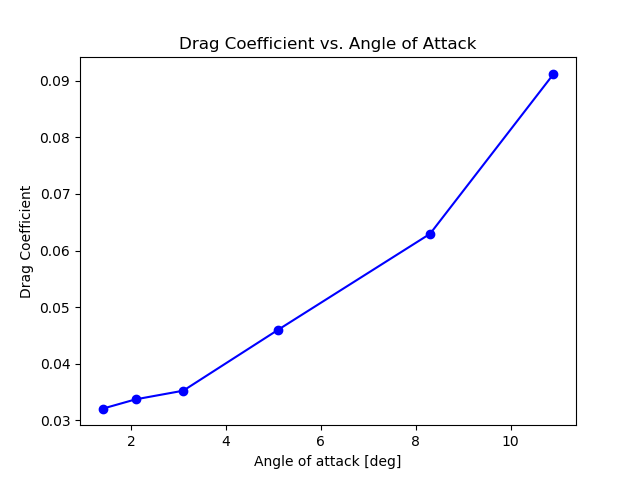 Drag Coefficient vs. Angle of Attack
0.09
0.08
0.07
0.06
0.05
0.04
0.03
Drag Coefficient
2 4 6 8 10
Angle of attack [deg]